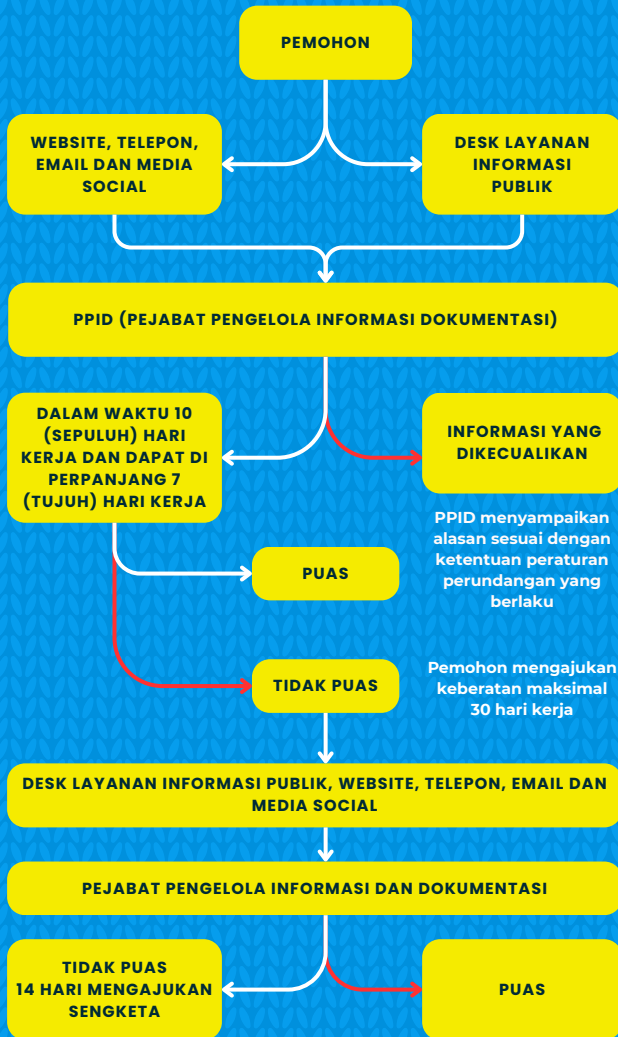 PEMOHON
WEBSITE, TELEPON,
EMAIL DAN MEDIA
SOCIAL
DESK LAYANAN
INFORMASI
PUBLIK
PPID (PEJABAT PENGELOLA INFORMASI DOKUMENTASI)
DALAM WAKTU 10
(SEPULUH) HARI
KERJA DAN DAPAT DI
PERPANJANG 7
(TUJUH) HARI KERJA
INFORMASI YANG
DIKECUALIKAN
PPID menyampaikan
alasan sesuai dengan
ketentuan peraturan
perundangan yang
berlaku
PUAS
TIDAK PUAS
Pemohon mengajukan
keberatan maksimal
30 hari kerja
DESK LAYANAN INFORMASI PUBLIK, WEBSITE, TELEPON, EMAIL DAN
MEDIA SOCIAL
PEJABAT PENGELOLA INFORMASI DAN DOKUMENTASI
TIDAK PUAS
14 HARI MENGAJUKAN
SENGKETA
PUAS